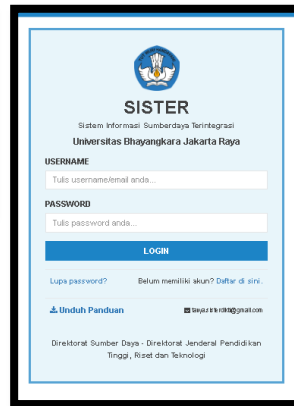 SISTER
Sistem Informasi Sumberdaya Terintegrasi
Universitas Bhayangkara Jakarta Raya
USERNAME
Tulis username/email anda...
PASSWORD
Tulis password anda...
LOGIN
Lupa password? Belum memiliki akun? Daftar di sini.
Unduh Panduan
Direktorat Sumber Daya - Direktorat Jenderal Pendidikan
Tinggi, Riset dan Teknologi